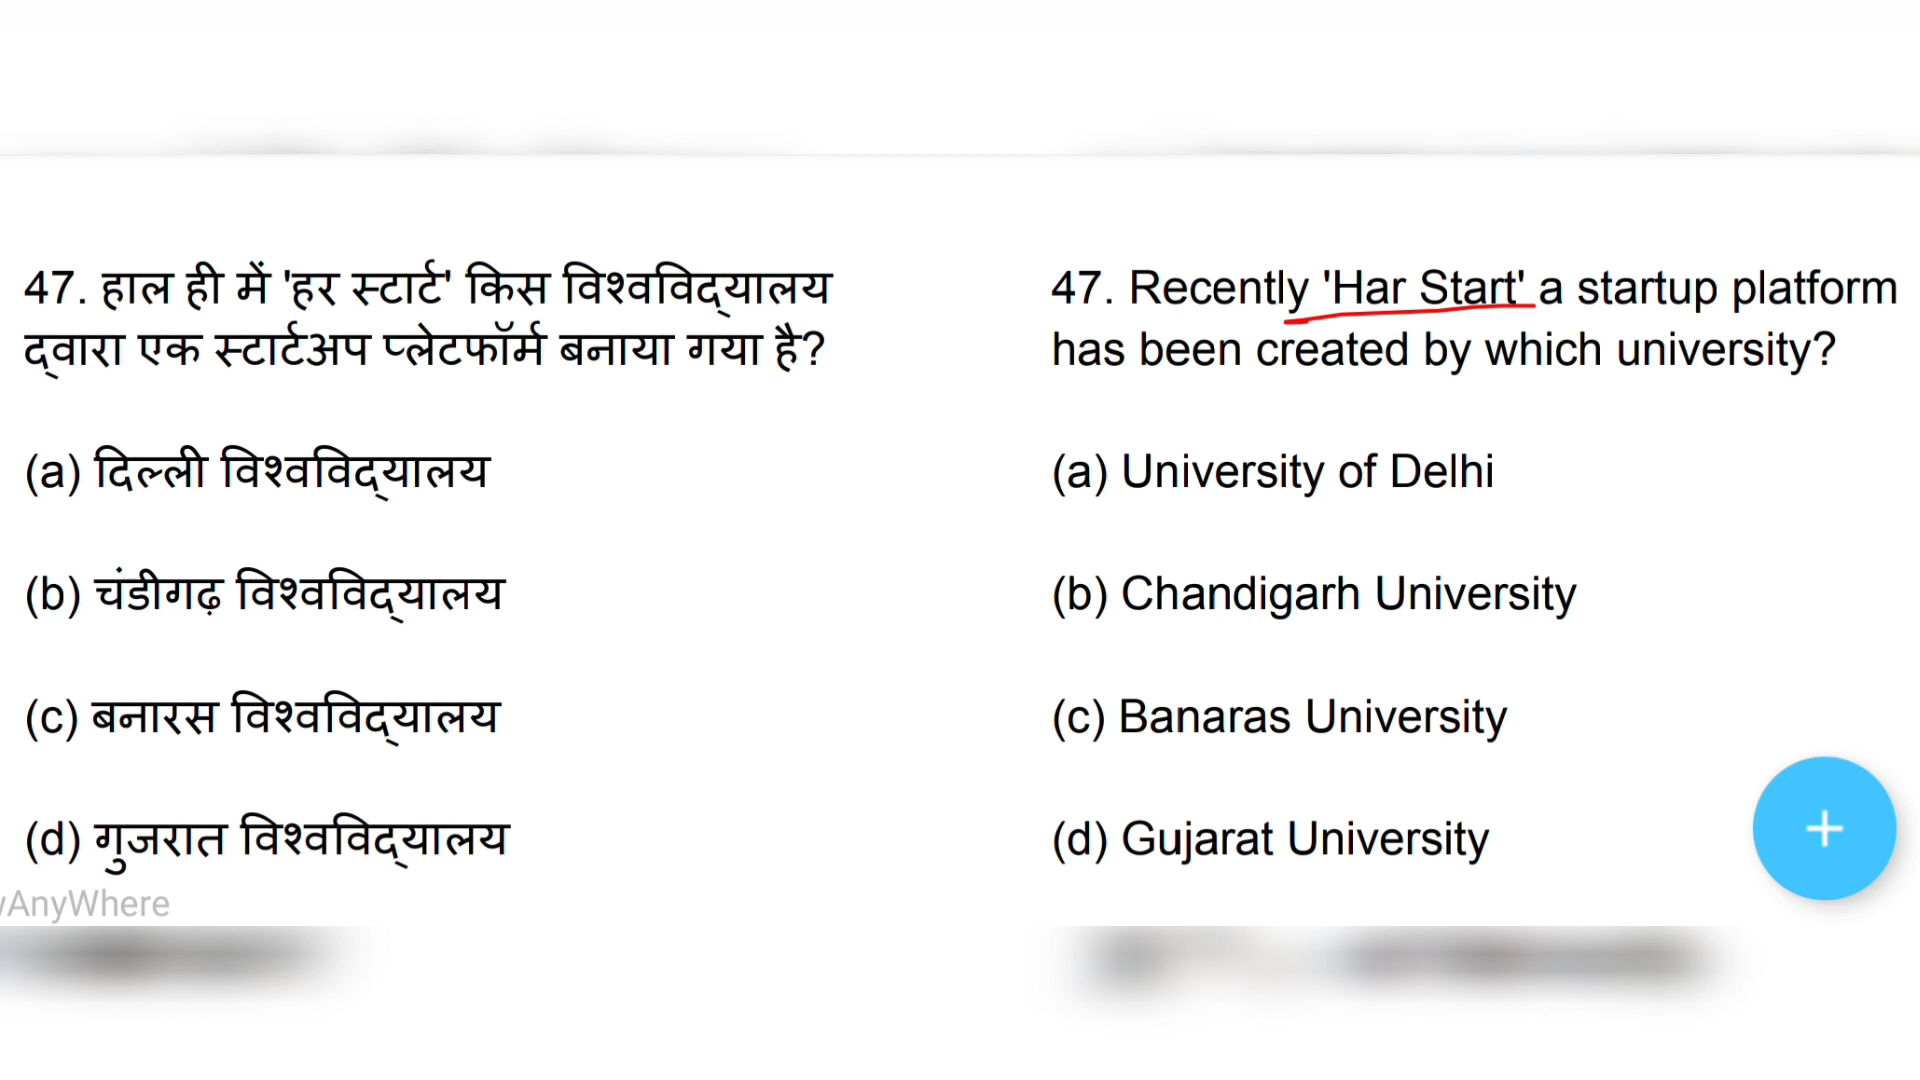 47. हाल ही में 'हर स्टार्ट' किस विश्वविद्यालय
द्वारा एक स्टार्टअप प्लेटफॉर्म बनाया गया है?
(a) दिल्ली विश्वविद्यालय
(b) चंडीगढ़ विश्वविद्यालय
(c) बनारस विश्वविद्यालय
(d) गुजरात विश्वविद्यालय
47. Recently 'Har Start' a startup platform
has been created by which university?
(a) University of Delhi
(b) Chandigarh University
(c) Banaras University
(d) Gujarat University
AnyWhere